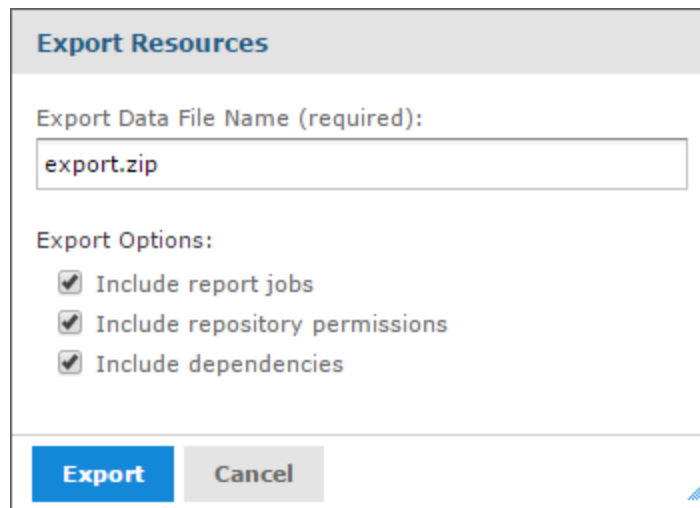 Export Resources
Export Data File Name (required):
export.zip
Export Options:
Include report jobs
Include repository permissions
Include dependencies
Export Cancel